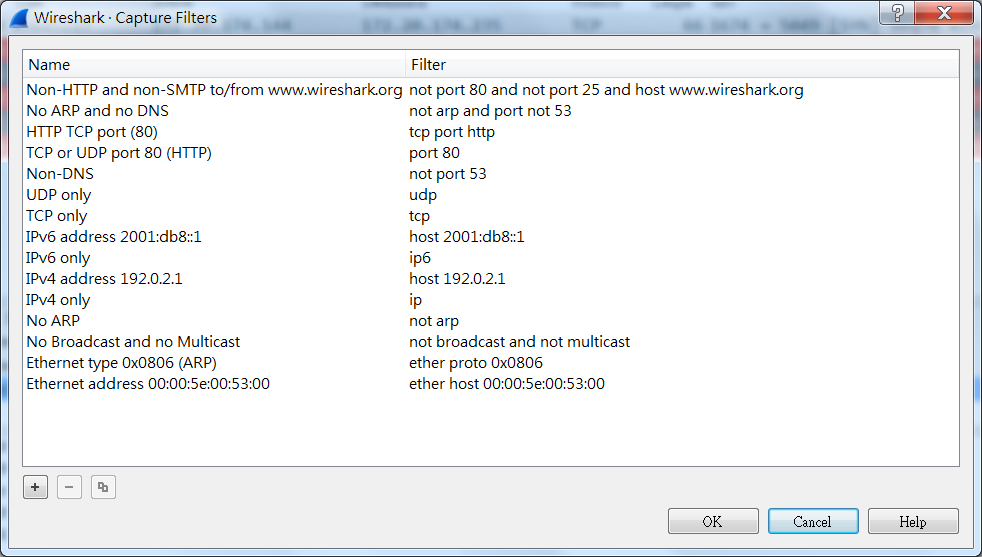 Wireshark · Capture Filters
Name Filter
Non-HTTP and non-SMTP to/from www.wireshark.org not port 80 and not port 25 and host www.wireshark.org
No ARP and no DNS not arp and port not 53
HTTP TCP port (80) tcp port http
TCP or UDP port 80 (HTTP) port 80
Non-DNS not port 53
UDP only udp
TCP only tcp
IPv6 address 2001:db8::1 host 2001:db8::1
IPv6 only ip6
IPv4 address 192.0.2.1 host 192.0.2.1
IPv4 only ip
No ARP not arp
No Broadcast and no Multicast not broadcast and not multicast
Ethernet type 0x0806 (ARP) ether proto 0x0806
Ethernet address 00:00:5e:00:53:00 ether host 00:00:5e:00:53:00
OK Cancel Help